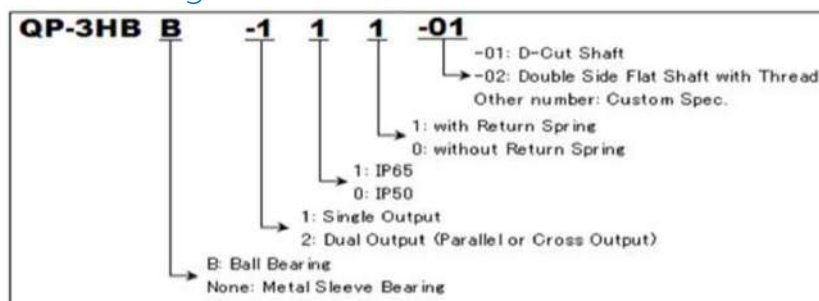 QP-3HB B -1 1 1 -01
-01: D-Cut Shaft
-02: Double Side Flat Shaft with Thread
Other number: Custom Spec.
1: with Return Spring
0: without Return Spring
1: IP65
0: IP50
1: Single Output
2: Dual Output (Parallel or Cross Output)
B: Ball Bearing
None: Metal Sleeve Bearing